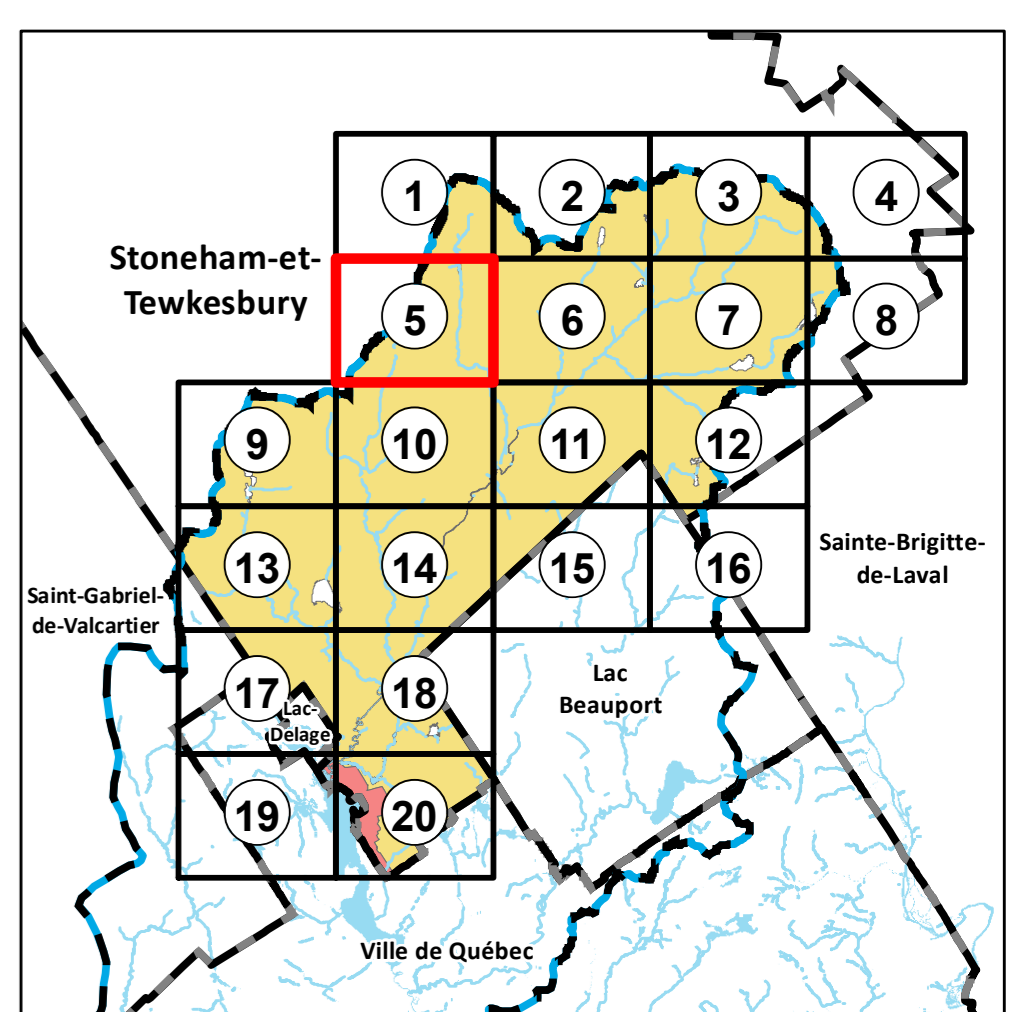 1
2
3
4
Stoneham-et-
Tewkesbury
5
6
7
8
9
10
11
12
13
14
15
16
Sainte-Brigitte-
de-Laval
Saint-Gabriel-
de-Valcartier
17
18
Lac-
Delage
Lac
Beauport
19
20
Ville de Québec